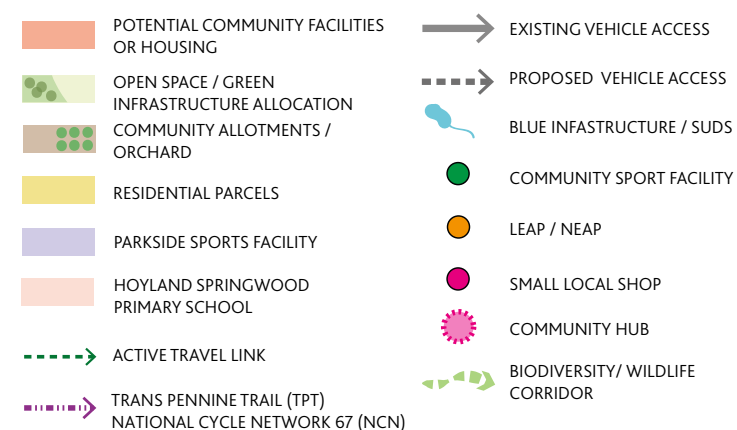 POTENTIAL COMMUNITY FACILITIES
OR HOUSING
OPEN SPACE / GREEN
INFRASTRUCTURE ALLOCATION
COMMUNITY ALLOTMENTS /
ORCHARD
RESIDENTIAL PARCELS
PARKSIDE SPORTS FACILITY
HOYLAND SPRINGWOOD
PRIMARY SCHOOL
ACTIVE TRAVEL LINK
TRANS PENNINE TRAIL (TPT)
NATIONAL CYCLE NETWORK 67 (NCN)
EXISTING VEHICLE ACCESS
PROPOSED VEHICLE ACCESS
BLUE INFASTRUCTURE / SUDS
COMMUNITY SPORT FACILITY
LEAP / NEAP
SMALL LOCAL SHOP
COMMUNITY HUB
BIODIVERSITY/ WILDLIFE
CORRIDOR